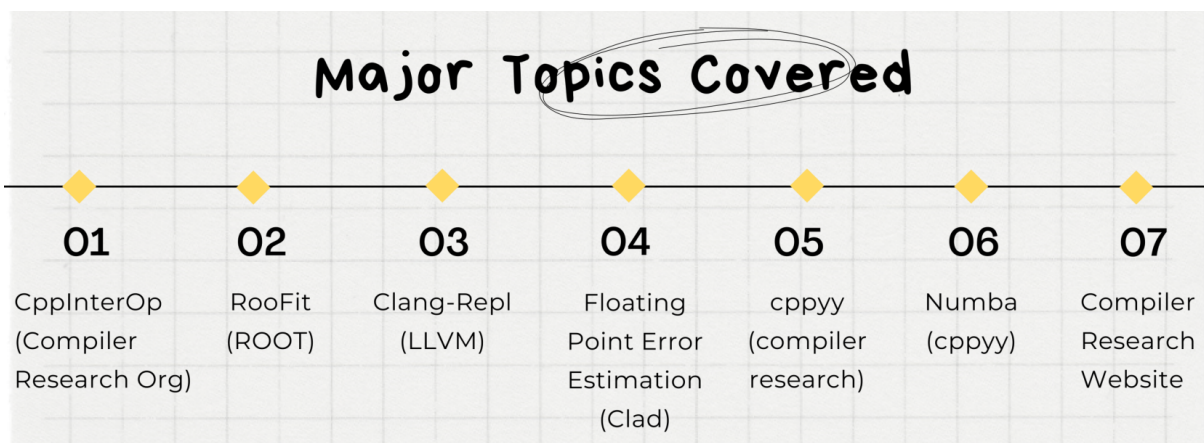 Major Topics Covered
01
CppInterOp
(Compiler
Research Org)
02
RooFit
(ROOT)
03
Clang-Repl
(LLVM)
04
Floating
Point Error
Estimation
(Clad)
05
cppyy
(compiler
research)
06
Numba
(cppyy)
07
Compiler
Research
Website